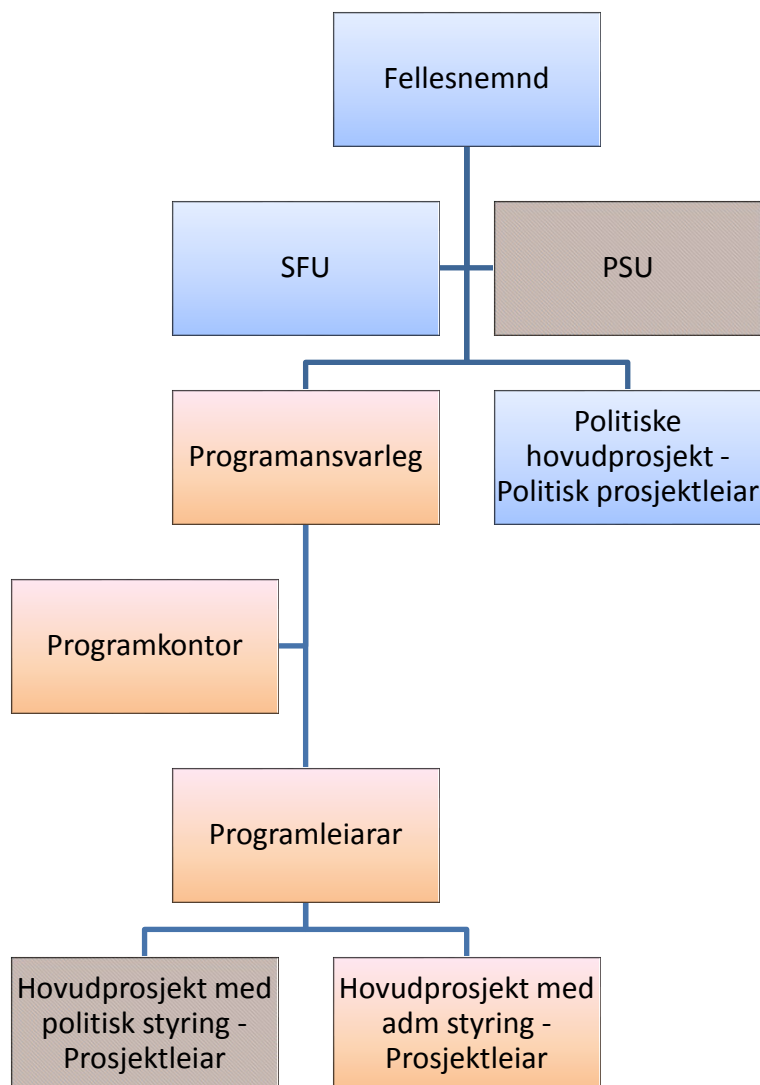 Fellesnemnd
SFU
PSU
Programansvarleg
Politiske
hovudprosjekt -
Politisk prosjektleiar
Programkontor
Programleiarar
Hovudprosjekt med
politisk styring -
Prosjektleiar
Hovudprosjekt med
adm styring -
Prosjektleiar